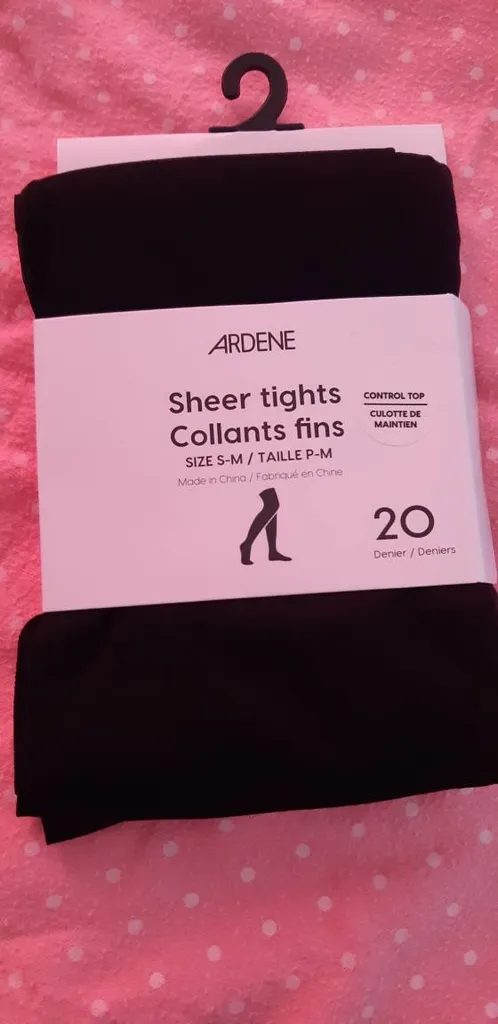 ARDENE
Sheer tights
Collants fins
SIZE S-M / TAILLE P-M
Made in China / Fabriqué en Chine
CONTROL TOP
CULOTTE DE
MAINTIEN
20
Denier / Deniers